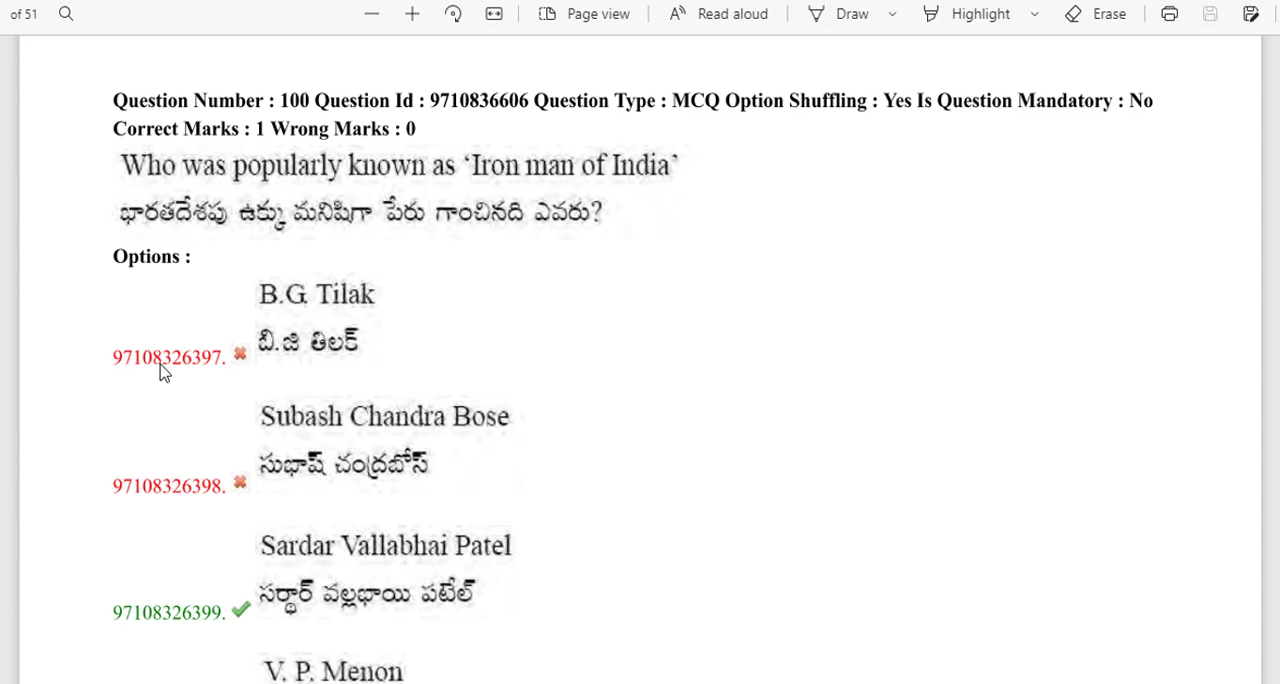 of 51 Page view Read aloud Draw Highlight Erase
Question Number : 100 Question Id : 9710836606 Question Type : MCQ Option Shuffling : Yes Is Question Mandatory : No
Correct Marks : 1 Wrong Marks : 0
Who was popularly known as ‘Iron man of India’
భారతదేశపు ఉక్కు మనిషిగా పేరు గాంచినది ఎవరు?
Options :
B.G. Tilak
బి.జి తిలక్
97108326397.
Subash Chandra Bose
సుభాష్ చంద్రబోస్
97108326398.
Sardar Vallabhai Patel
సర్థార్ వల్లభాయి పటేల్
97108326399.
V. P. Menon